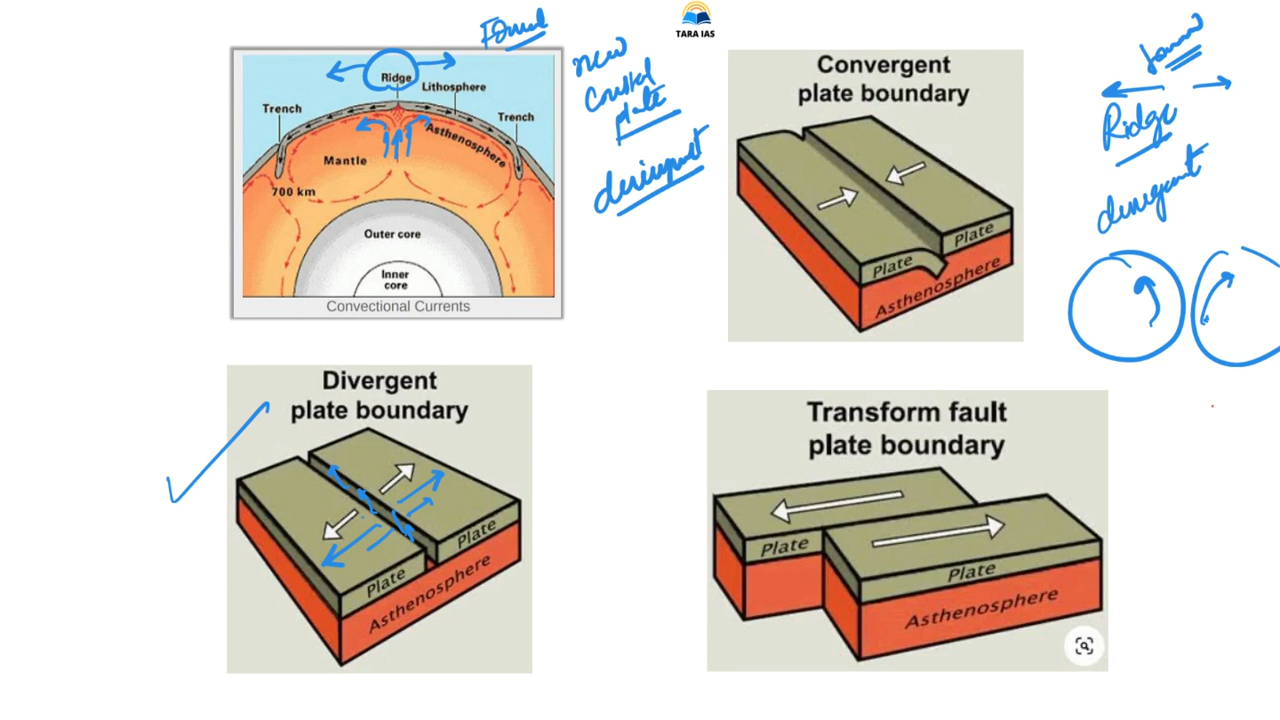 TARA IAS
Formed
new
crustal
plate
divergent
Ridge
Lithosphere
Trench
Trench
Asthenosphere
Mantle
700 km
Outer core
Inner
core
Convectional Currents
Convergent
plate boundary
Plate
Plate
Asthenosphere
Ridge
divergent
Divergent
plate boundary
Plate
Plate
Asthenosphere
Transform fault
plate boundary
Plate
Plate
Asthenosphere